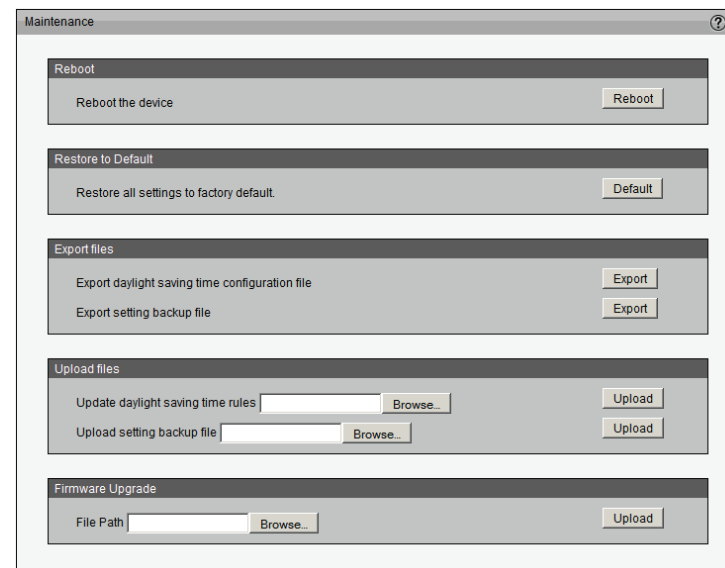 Maintenance ?
Reboot
Reboot the device Reboot
Restore to Default
Restore all settings to factory default. Default
Export files
Export daylight saving time configuration file Export
Export setting backup file Export
Upload files
Update daylight saving time rules Browse... Upload
Upload setting backup file Browse... Upload
Firmware Upgrade
File Path Browse... Upload